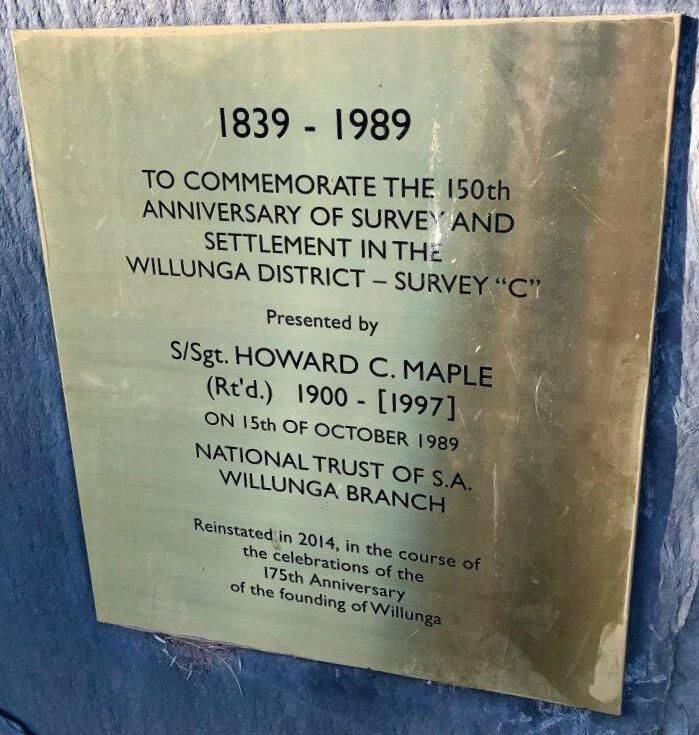 1839 - 1989
TO COMMEMORATE THE 150th
ANNIVERSARY OF SURVEY AND
SETTLEMENT IN THE
WILLUNGA DISTRICT – SURVEY “C”
Presented by
S/Sgt. HOWARD C. MAPLE
(Rt'd.) 1900 - [1997]
ON 15th OF OCTOBER 1989
NATIONAL TRUST OF S.A.
WILLUNGA BRANCH
Reinstated in 2014, in the course of
the celebrations of the
175th Anniversary
of the founding of Willunga